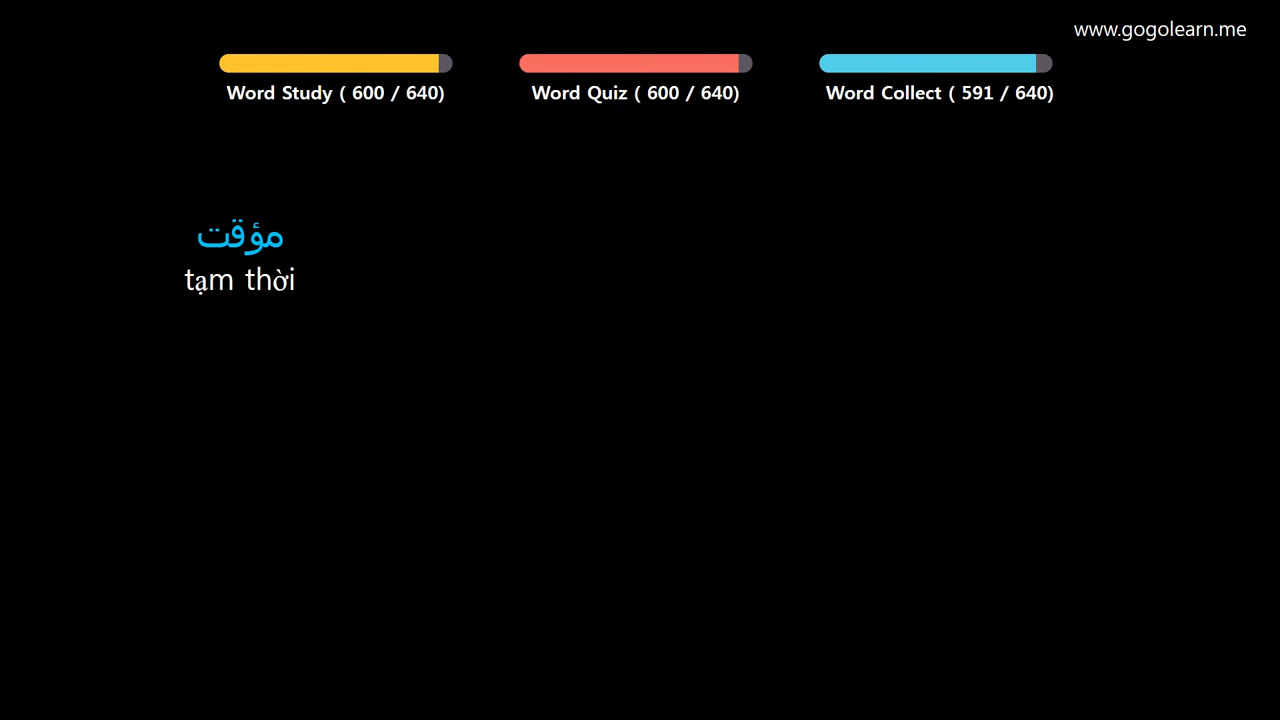 www.gogolearn.me
Word Study ( 600 / 640)
Word Quiz ( 600 / 640)
Word Collect ( 591 / 640)
مؤقت
tạm thời